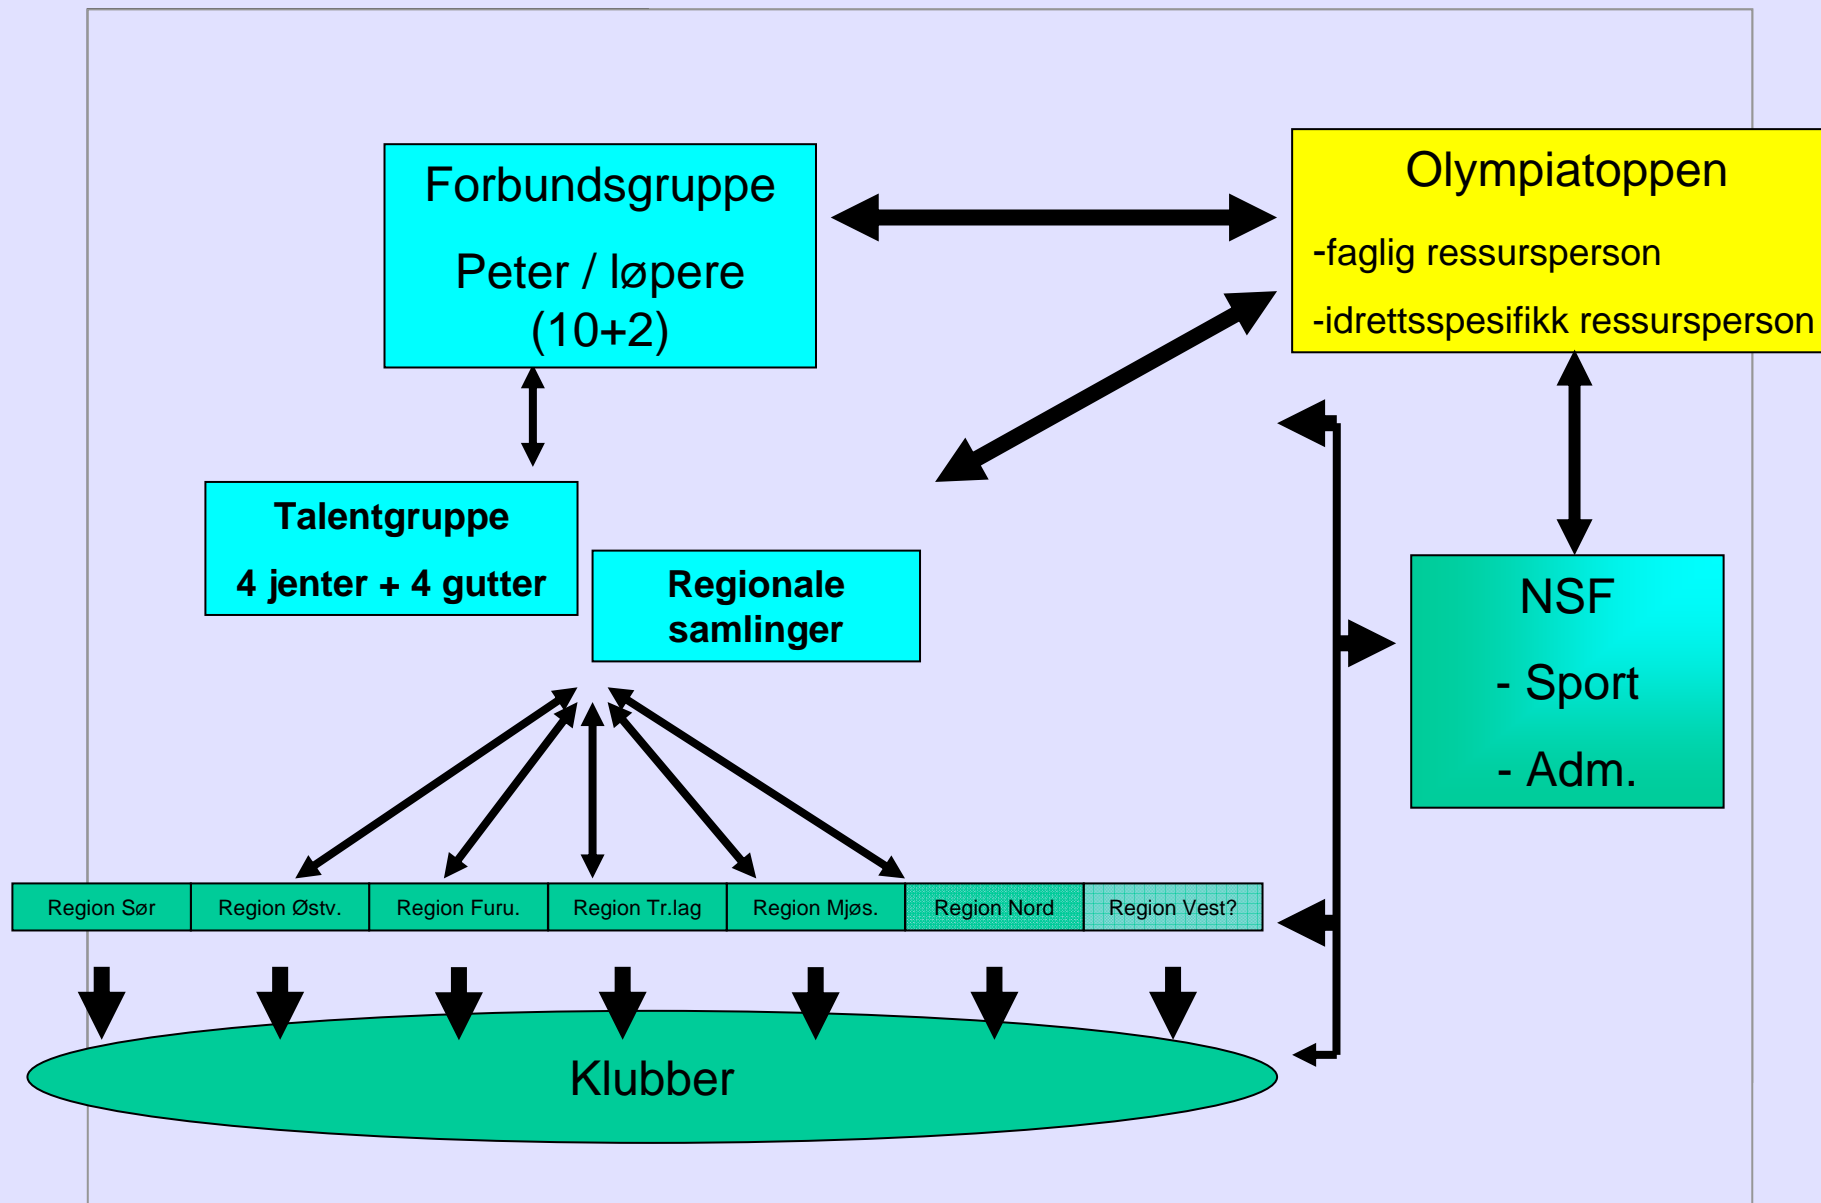 Forbundsgruppe
Peter / løpere
(10+2)
Olympiatoppen
-faglig ressursperson
-idrettsspesifikk ressursperson
Talentgruppe
4 jenter + 4 gutter
Regionale
samlinger
NSF
- Sport
- Adm.
Region Sør
Region Østv.
Region Furu.
Region Tr.lag
Region Mjøs.
Region Nord
Region Vest?
Klubber